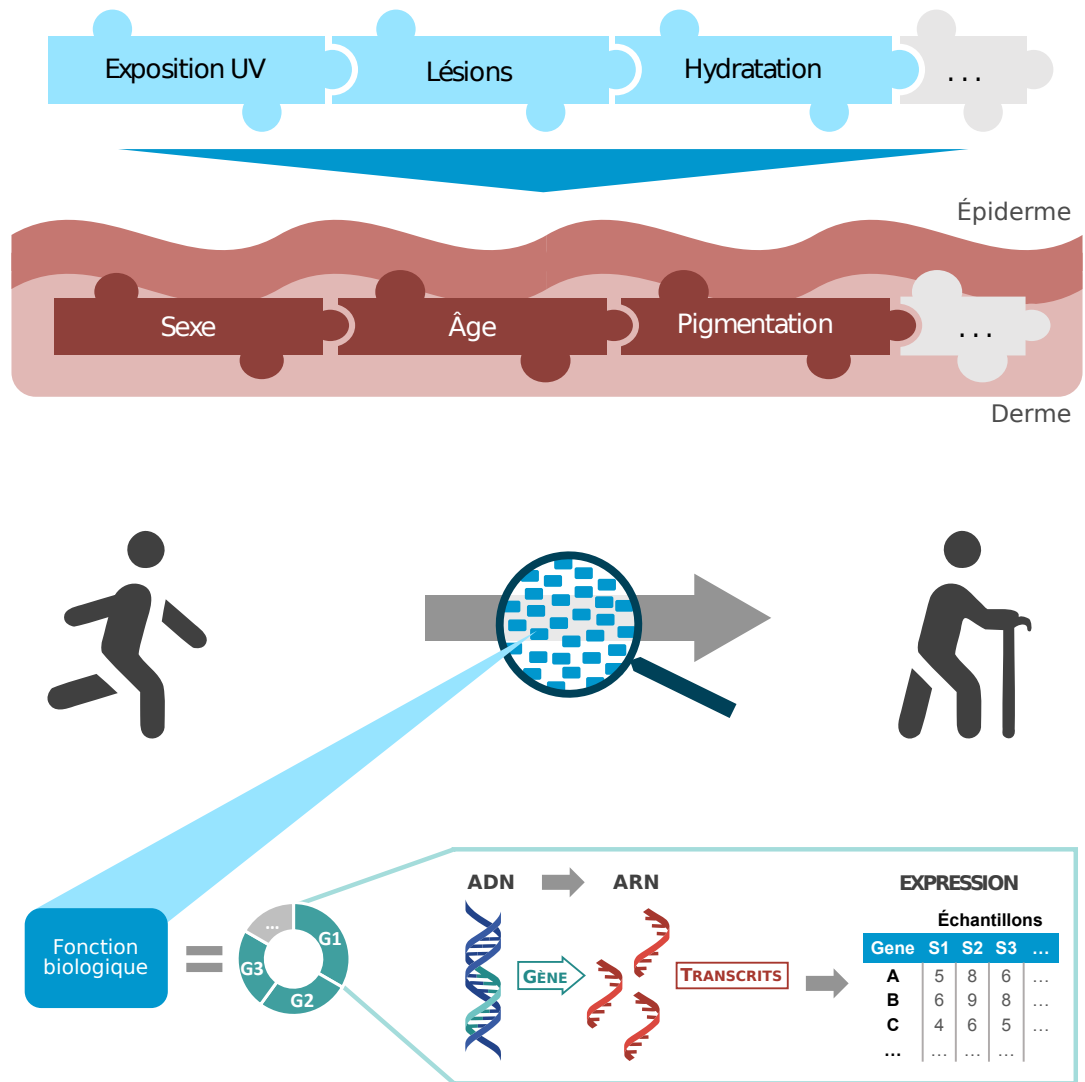 Exposition UV Lésions Hydratation ...
Épiderme
Sexe Âge Pigmentation ...
Derme
ADN ARN
EXPRESSION
Échantillons
Gene S1 S2 S3 ...
A 5 8 6 ...
B 6 9 8 ...
C 4 6 5 ...
... ... ... ...
Fonction
biologique
=
...
G1
G3
G2
GÈNE
TRANSCRITS